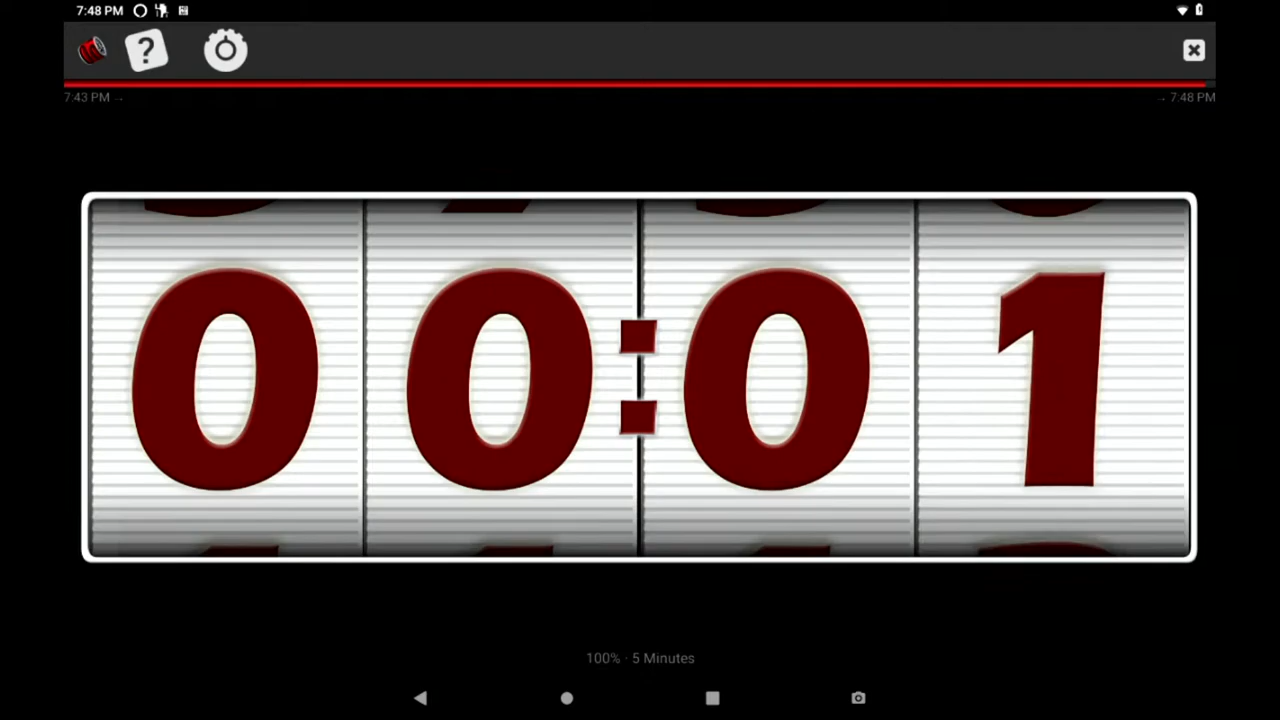 7:48 PM
?
7:43 PM → → 7:48 PM
00:01
100% · 5 Minutes